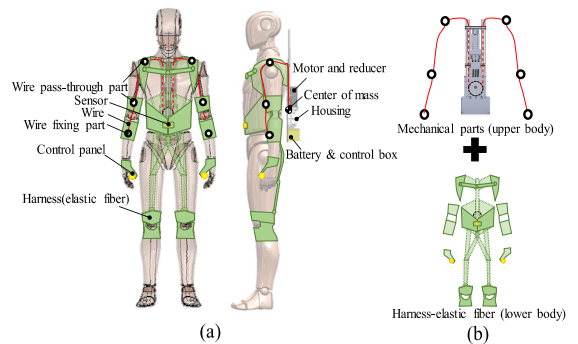 Wire pass-through part
Sensor
Wire
Wire fixing part
Control panel
Harness(elastic fiber)
Motor and reducer
Center of mass
Housing
Battery & control box
(a)
Mechanical parts (upper body)
Harness-elastic fiber (lower body)
(b)